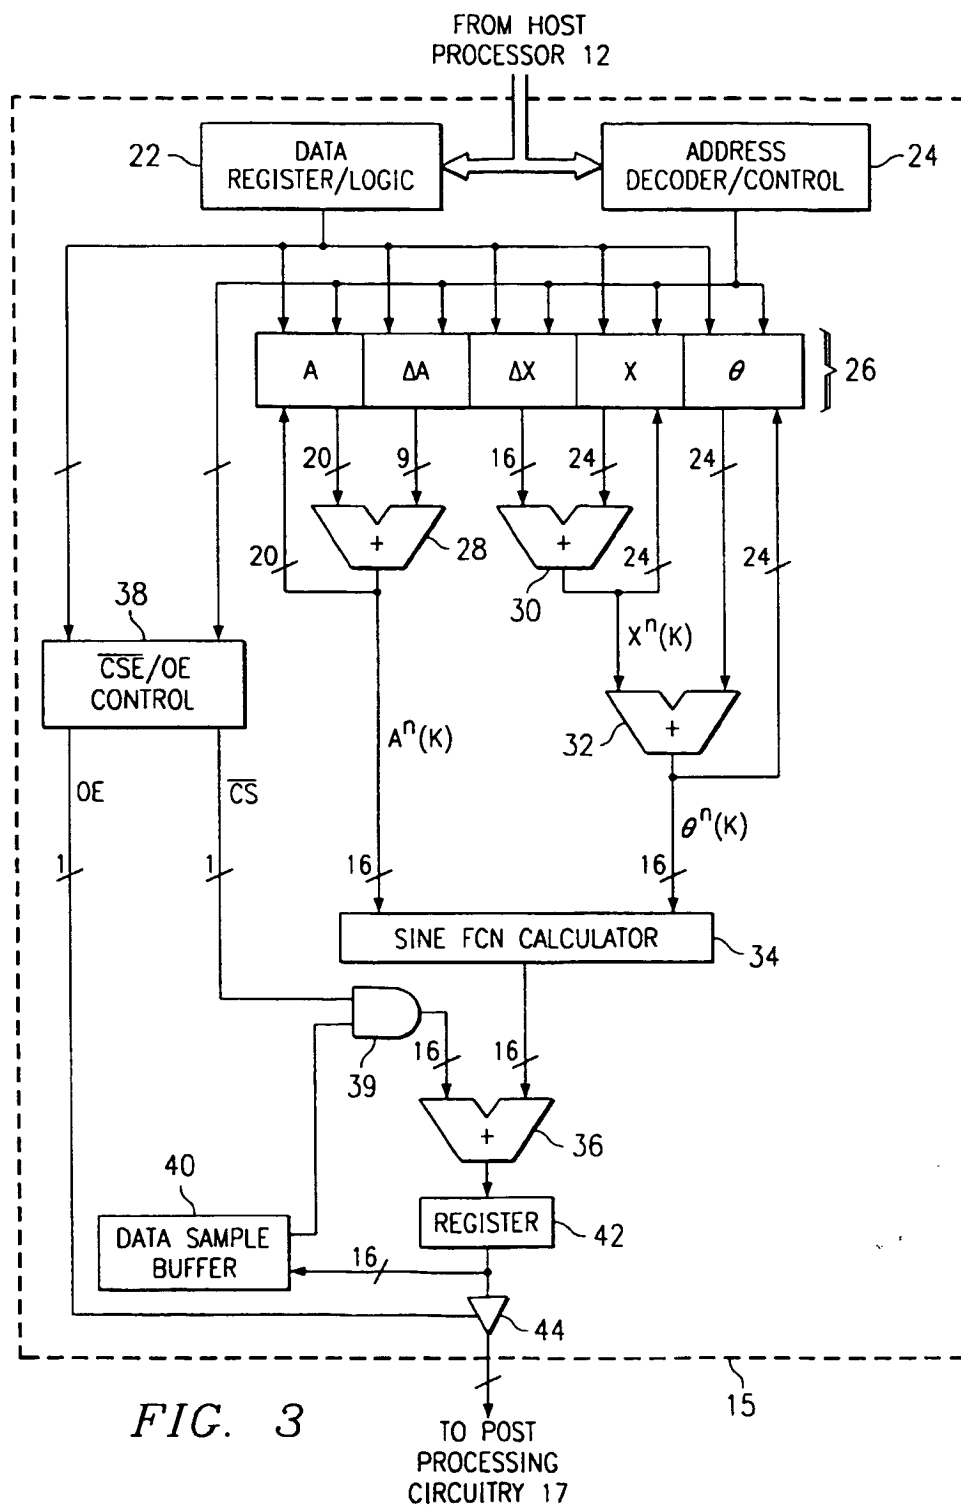 FROM HOST
PROCESSOR 12
22
DATA
REGISTER/LOGIC
ADDRESS
DECODER/CONTROL
24
A
ΔA
ΔX
X
θ
26
20
9
16
24
24
+
28
+
30
20
24
24
38
C̅S̅E̅/OE
CONTROL
Xⁿ(K)
32
+
Aⁿ(K)
OE
C̅S̅
θⁿ(K)
1
1
16
16
SINE FCN CALCULATOR
34
39
16
16
+
36
40
DATA SAMPLE
BUFFER
REGISTER
42
16
44
15
FIG. 3
TO POST
PROCESSING
CIRCUITRY 17